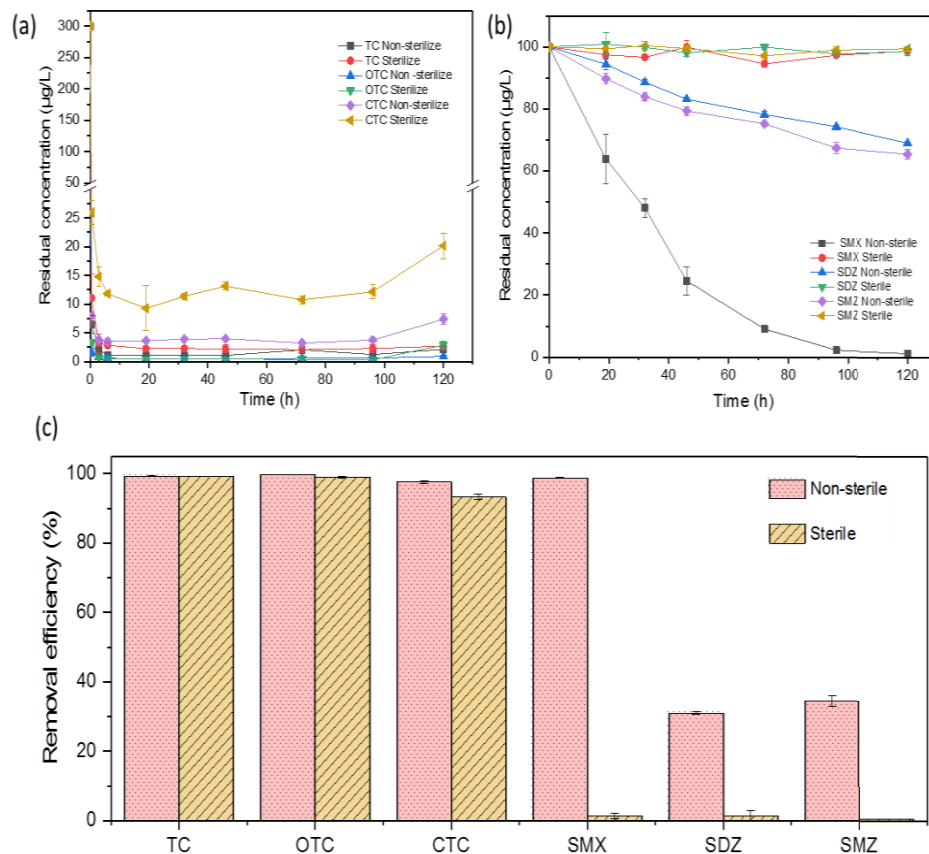 (a)
Residual concentration (µg/L)
300
250
200
150
100
50
25
20
15
10
5
0
TC Non-sterilize
TC Sterilize
OTC Non -sterilize
OTC Sterilize
CTC Non-sterilize
CTC Sterilize
0 20 40 60 80 100 120
Time (h)
(b)
Residual concentration (µg/L)
100
80
60
40
20
0
SMX Non-sterile
SMX Sterile
SDZ Non-sterile
SDZ Sterile
SMZ Non-sterile
SMZ Sterile
0 20 40 60 80 100 120
Time (h)
(c)
Removal efficiency (%)
100
80
60
40
20
0
Non-sterile
Sterile
TC OTC CTC SMX SDZ SMZ